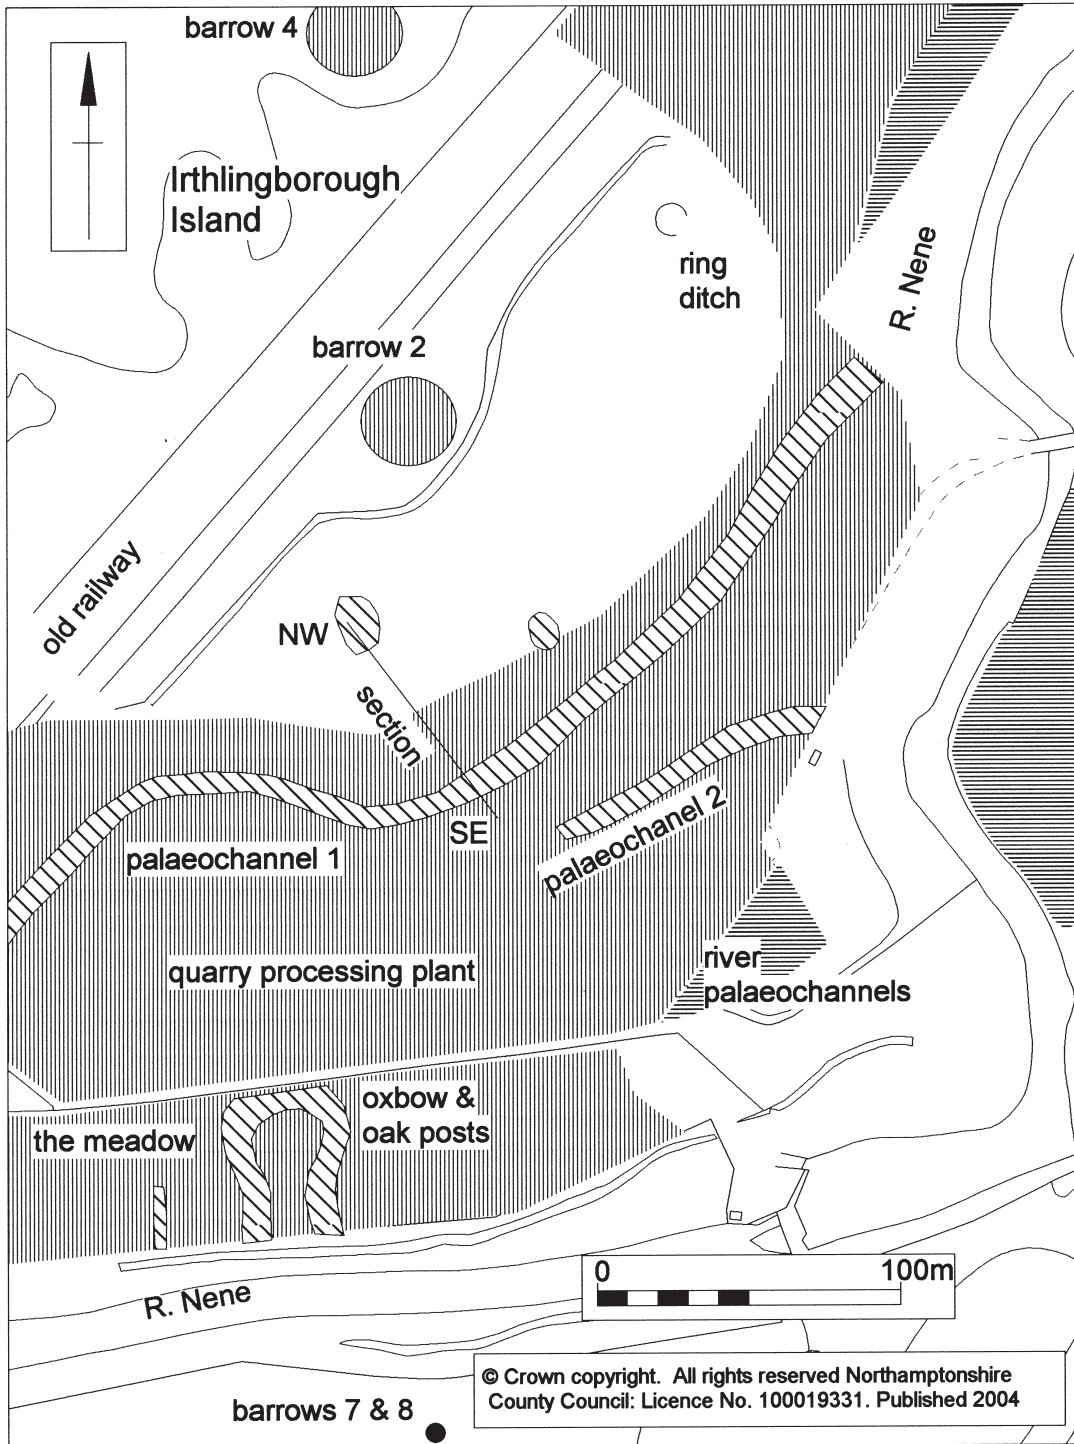 barrow 4
Irthlingborough
Island
ring
ditch
R. Nene
barrow 2
old railway
NW
section
SE
palaeochannel 1
palaeochanel 2
quarry processing plant
river
palaeochannels
oxbow &
oak posts
the meadow
0 100m
R. Nene
© Crown copyright. All rights reserved Northamptonshire
County Council: Licence No. 100019331. Published 2004
barrows 7 & 8